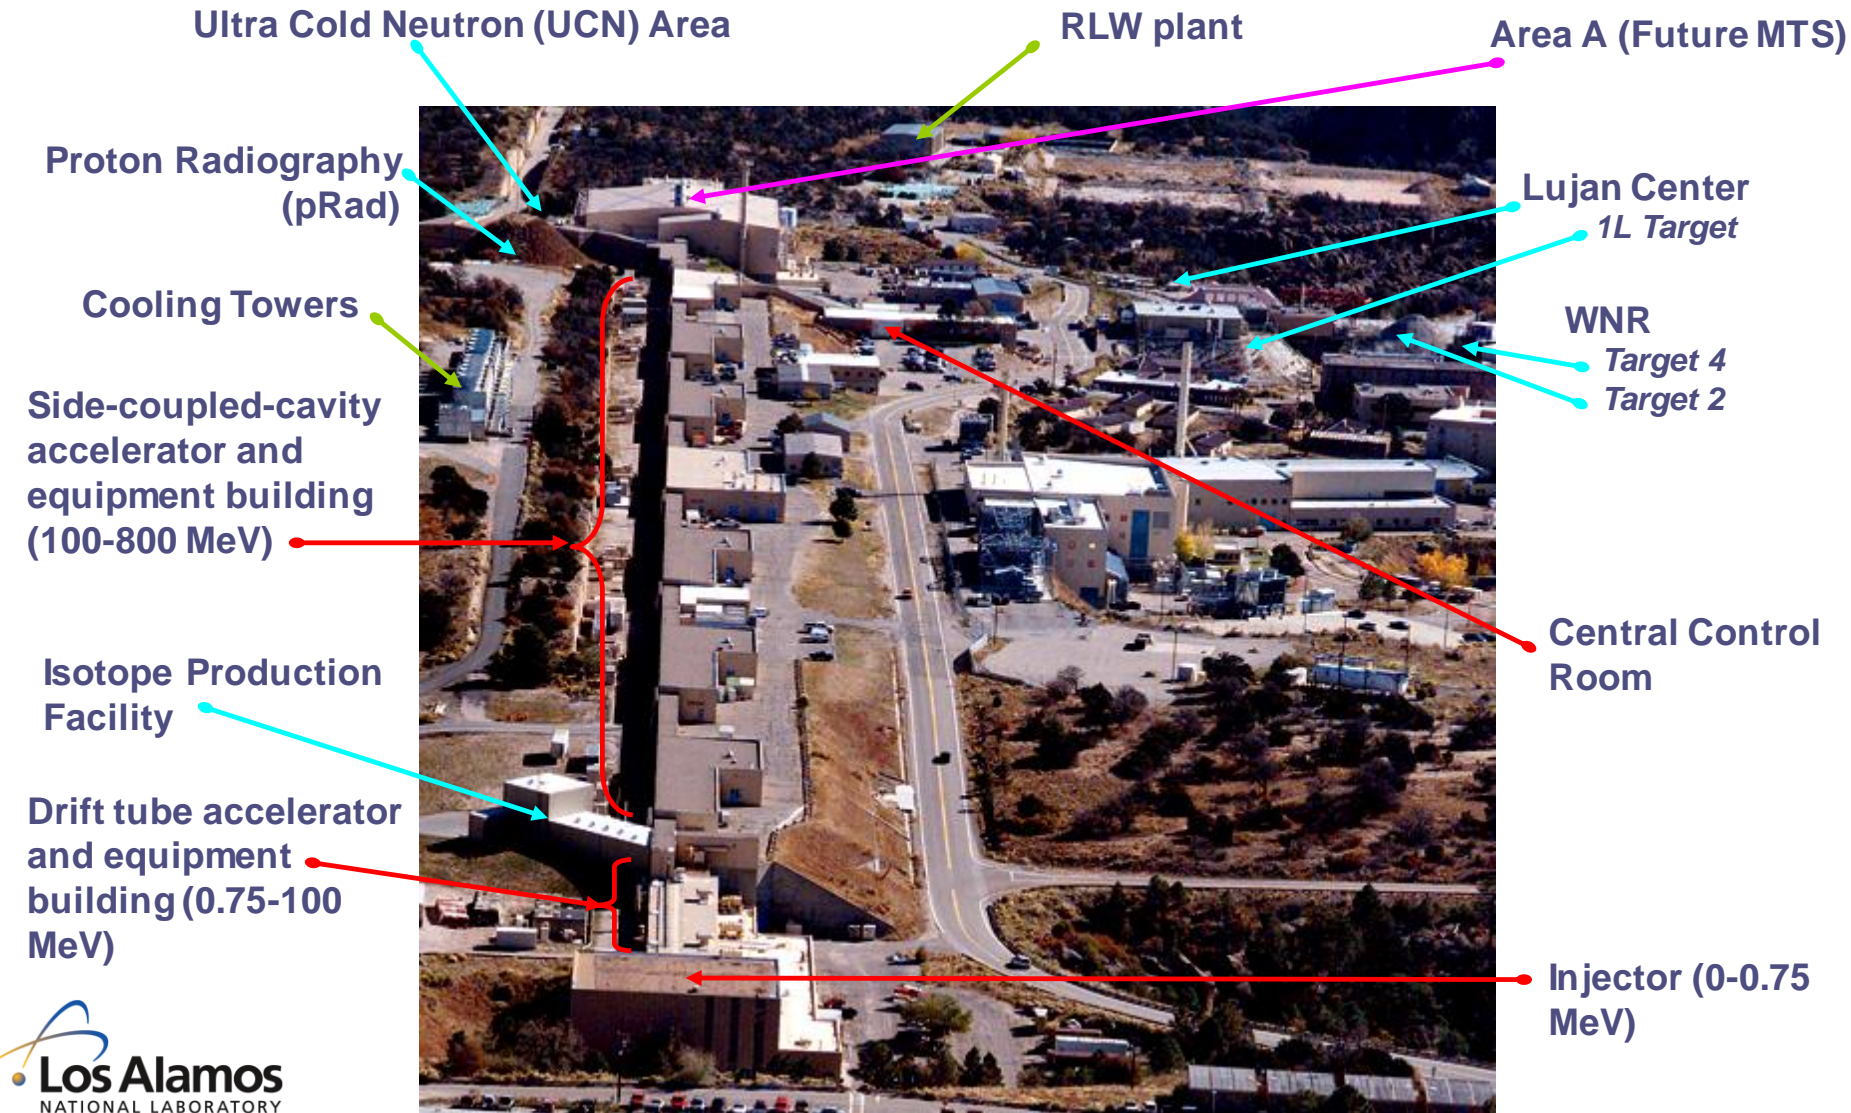 Ultra Cold Neutron (UCN) Area
RLW plant
Area A (Future MTS)
Proton Radiography
(pRad)
Lujan Center
1L Target
Cooling Towers
WNR
Target 4
Target 2
Side-coupled-cavity
accelerator and
equipment building
(100-800 MeV)
Central Control
Room
Isotope Production
Facility
Drift tube accelerator
and equipment
building (0.75-100
MeV)
Injector (0-0.75
MeV)
Los Alamos
NATIONAL LABORATORY